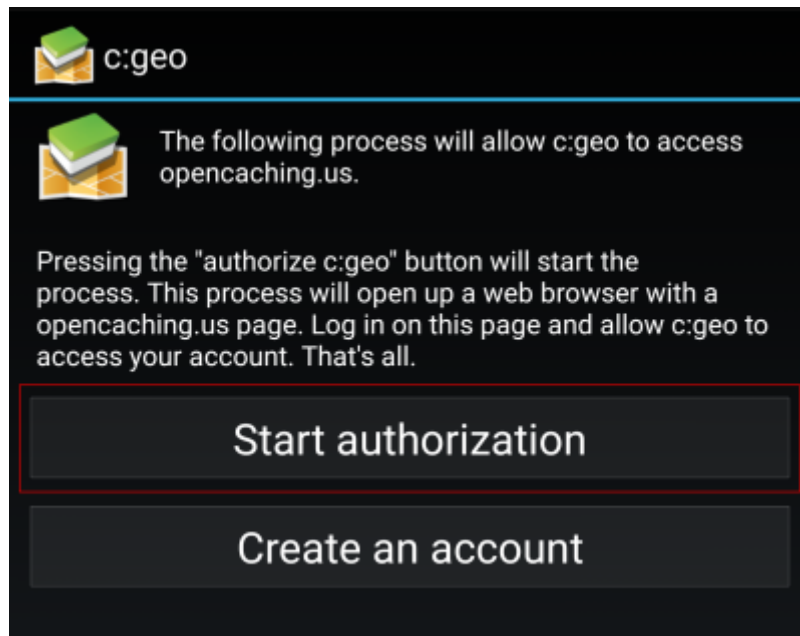 c:geo
The following process will allow c:geo to access
opencaching.us.
Pressing the "authorize c:geo" button will start the
process. This process will open up a web browser with a
opencaching.us page. Log in on this page and allow c:geo to
access your account. That's all.
Start authorization
Create an account